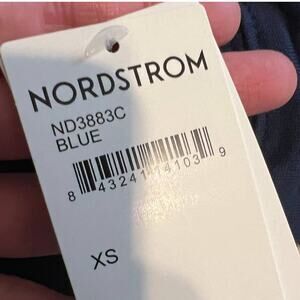 NORDSTROM
ND3883C
BLUE
8 43241 14103 9
XS